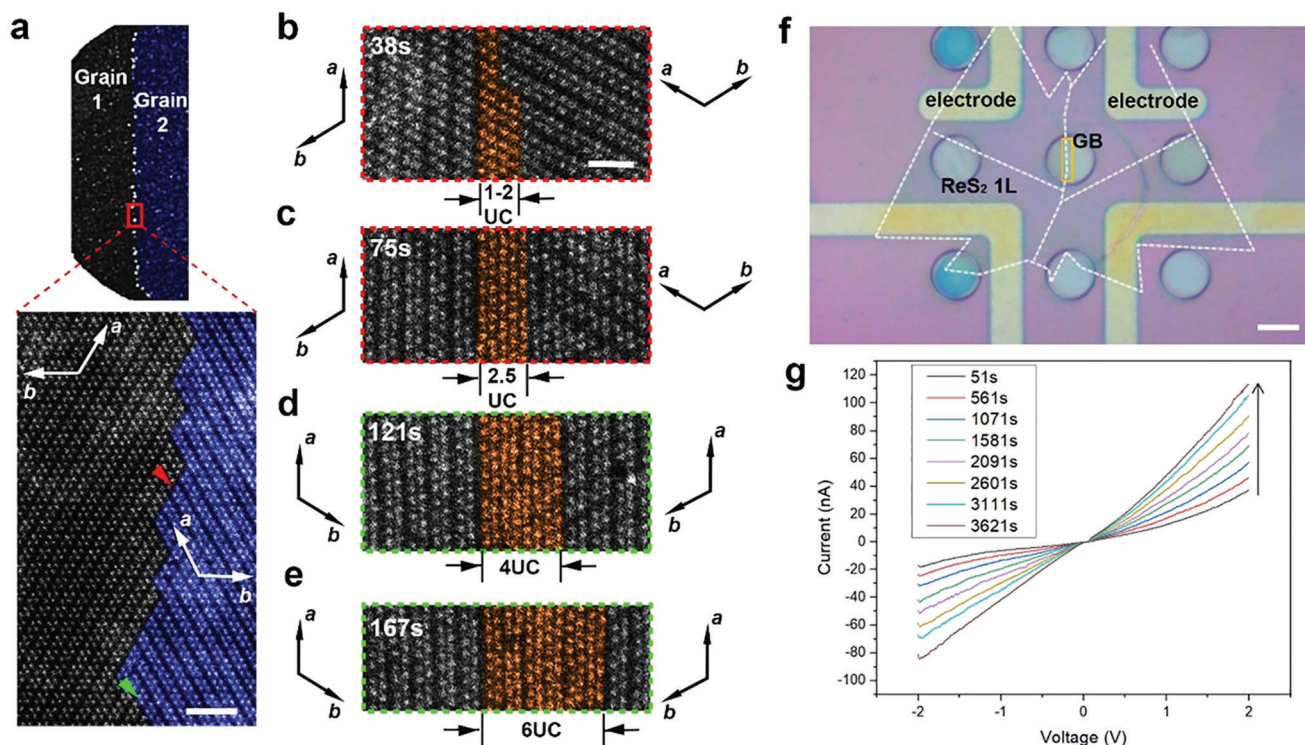 a
Grain
1
Grain
2
a
b
a
b
b
38s
a
b
a
b
1-2
UC
c
75s
a
b
a
b
2.5
UC
d
121s
a
b
a
b
4UC
e
167s
a
b
a
b
6UC
f
electrode
electrode
GB
ReS₂ 1L
g
51s
561s
1071s
1581s
2091s
2601s
3111s
3621s
Current (nA)
120
100
80
60
40
20
0
-20
-40
-60
-80
-100
-2
-1
0
1
2
Voltage (V)